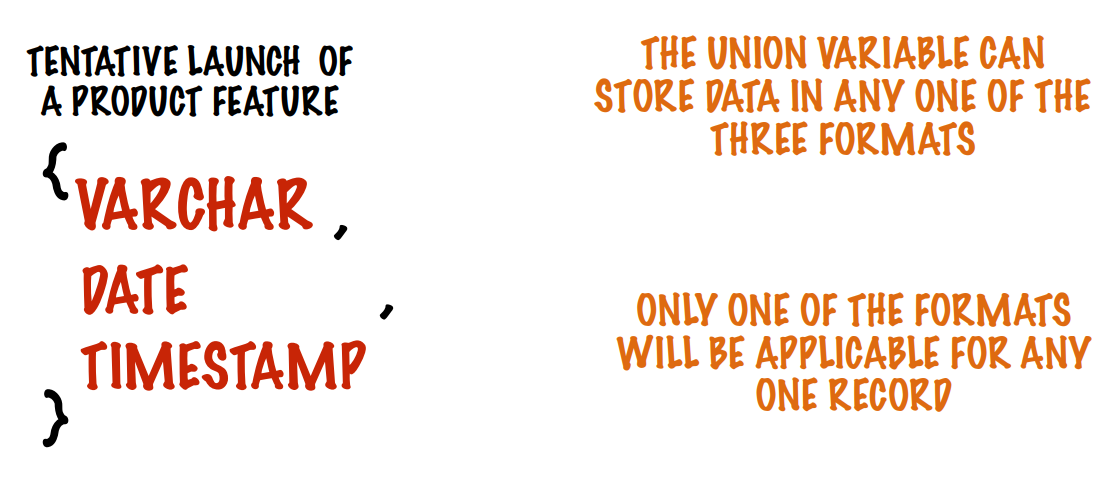 TENTATIVE LAUNCH OF
A PRODUCT FEATURE
{
VARCHAR ,
DATE ,
TIMESTAMP
}
THE UNION VARIABLE CAN
STORE DATA IN ANY ONE OF THE
THREE FORMATS
ONLY ONE OF THE FORMATS
WILL BE APPLICABLE FOR ANY
ONE RECORD